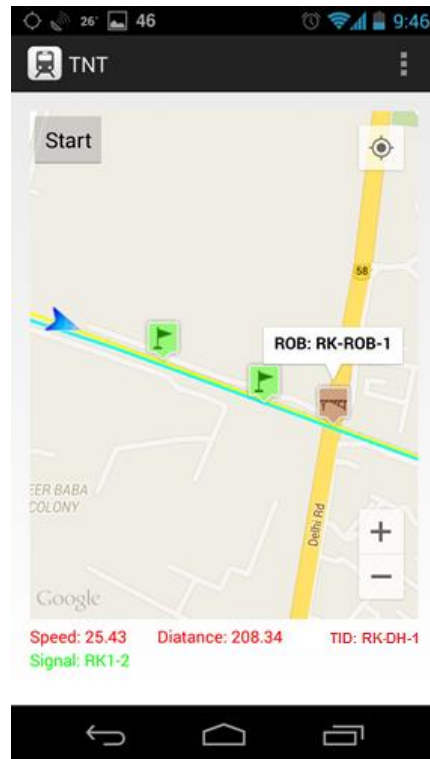 26° 46 9:46
TNT
Start
58
ROB: RK-ROB-1
EER BABA
COLONY
Delhi Rd
+
−
Google
Speed: 25.43 Diatance: 208.34 TID: RK-DH-1
Signal: RK1-2